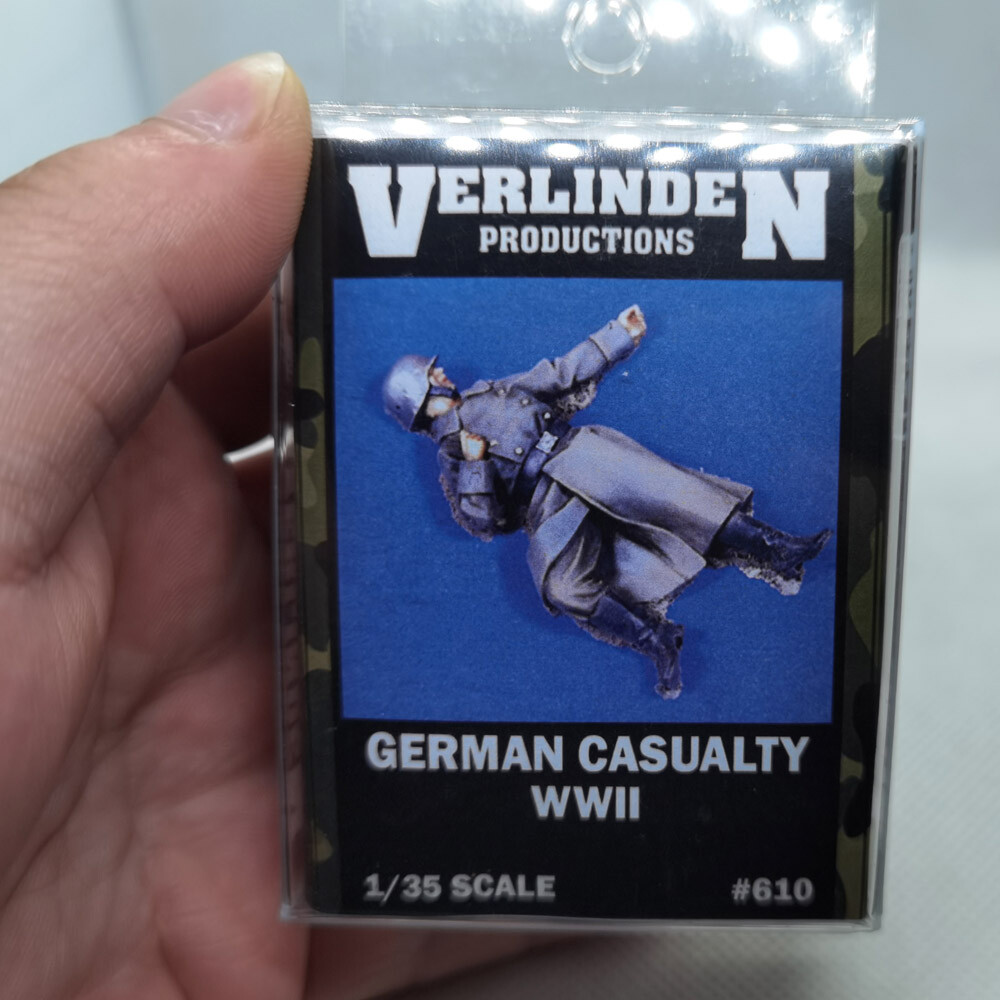 VERLINDEN
PRODUCTIONS
GERMAN CASUALTY
WWII
1/35 SCALE
#610